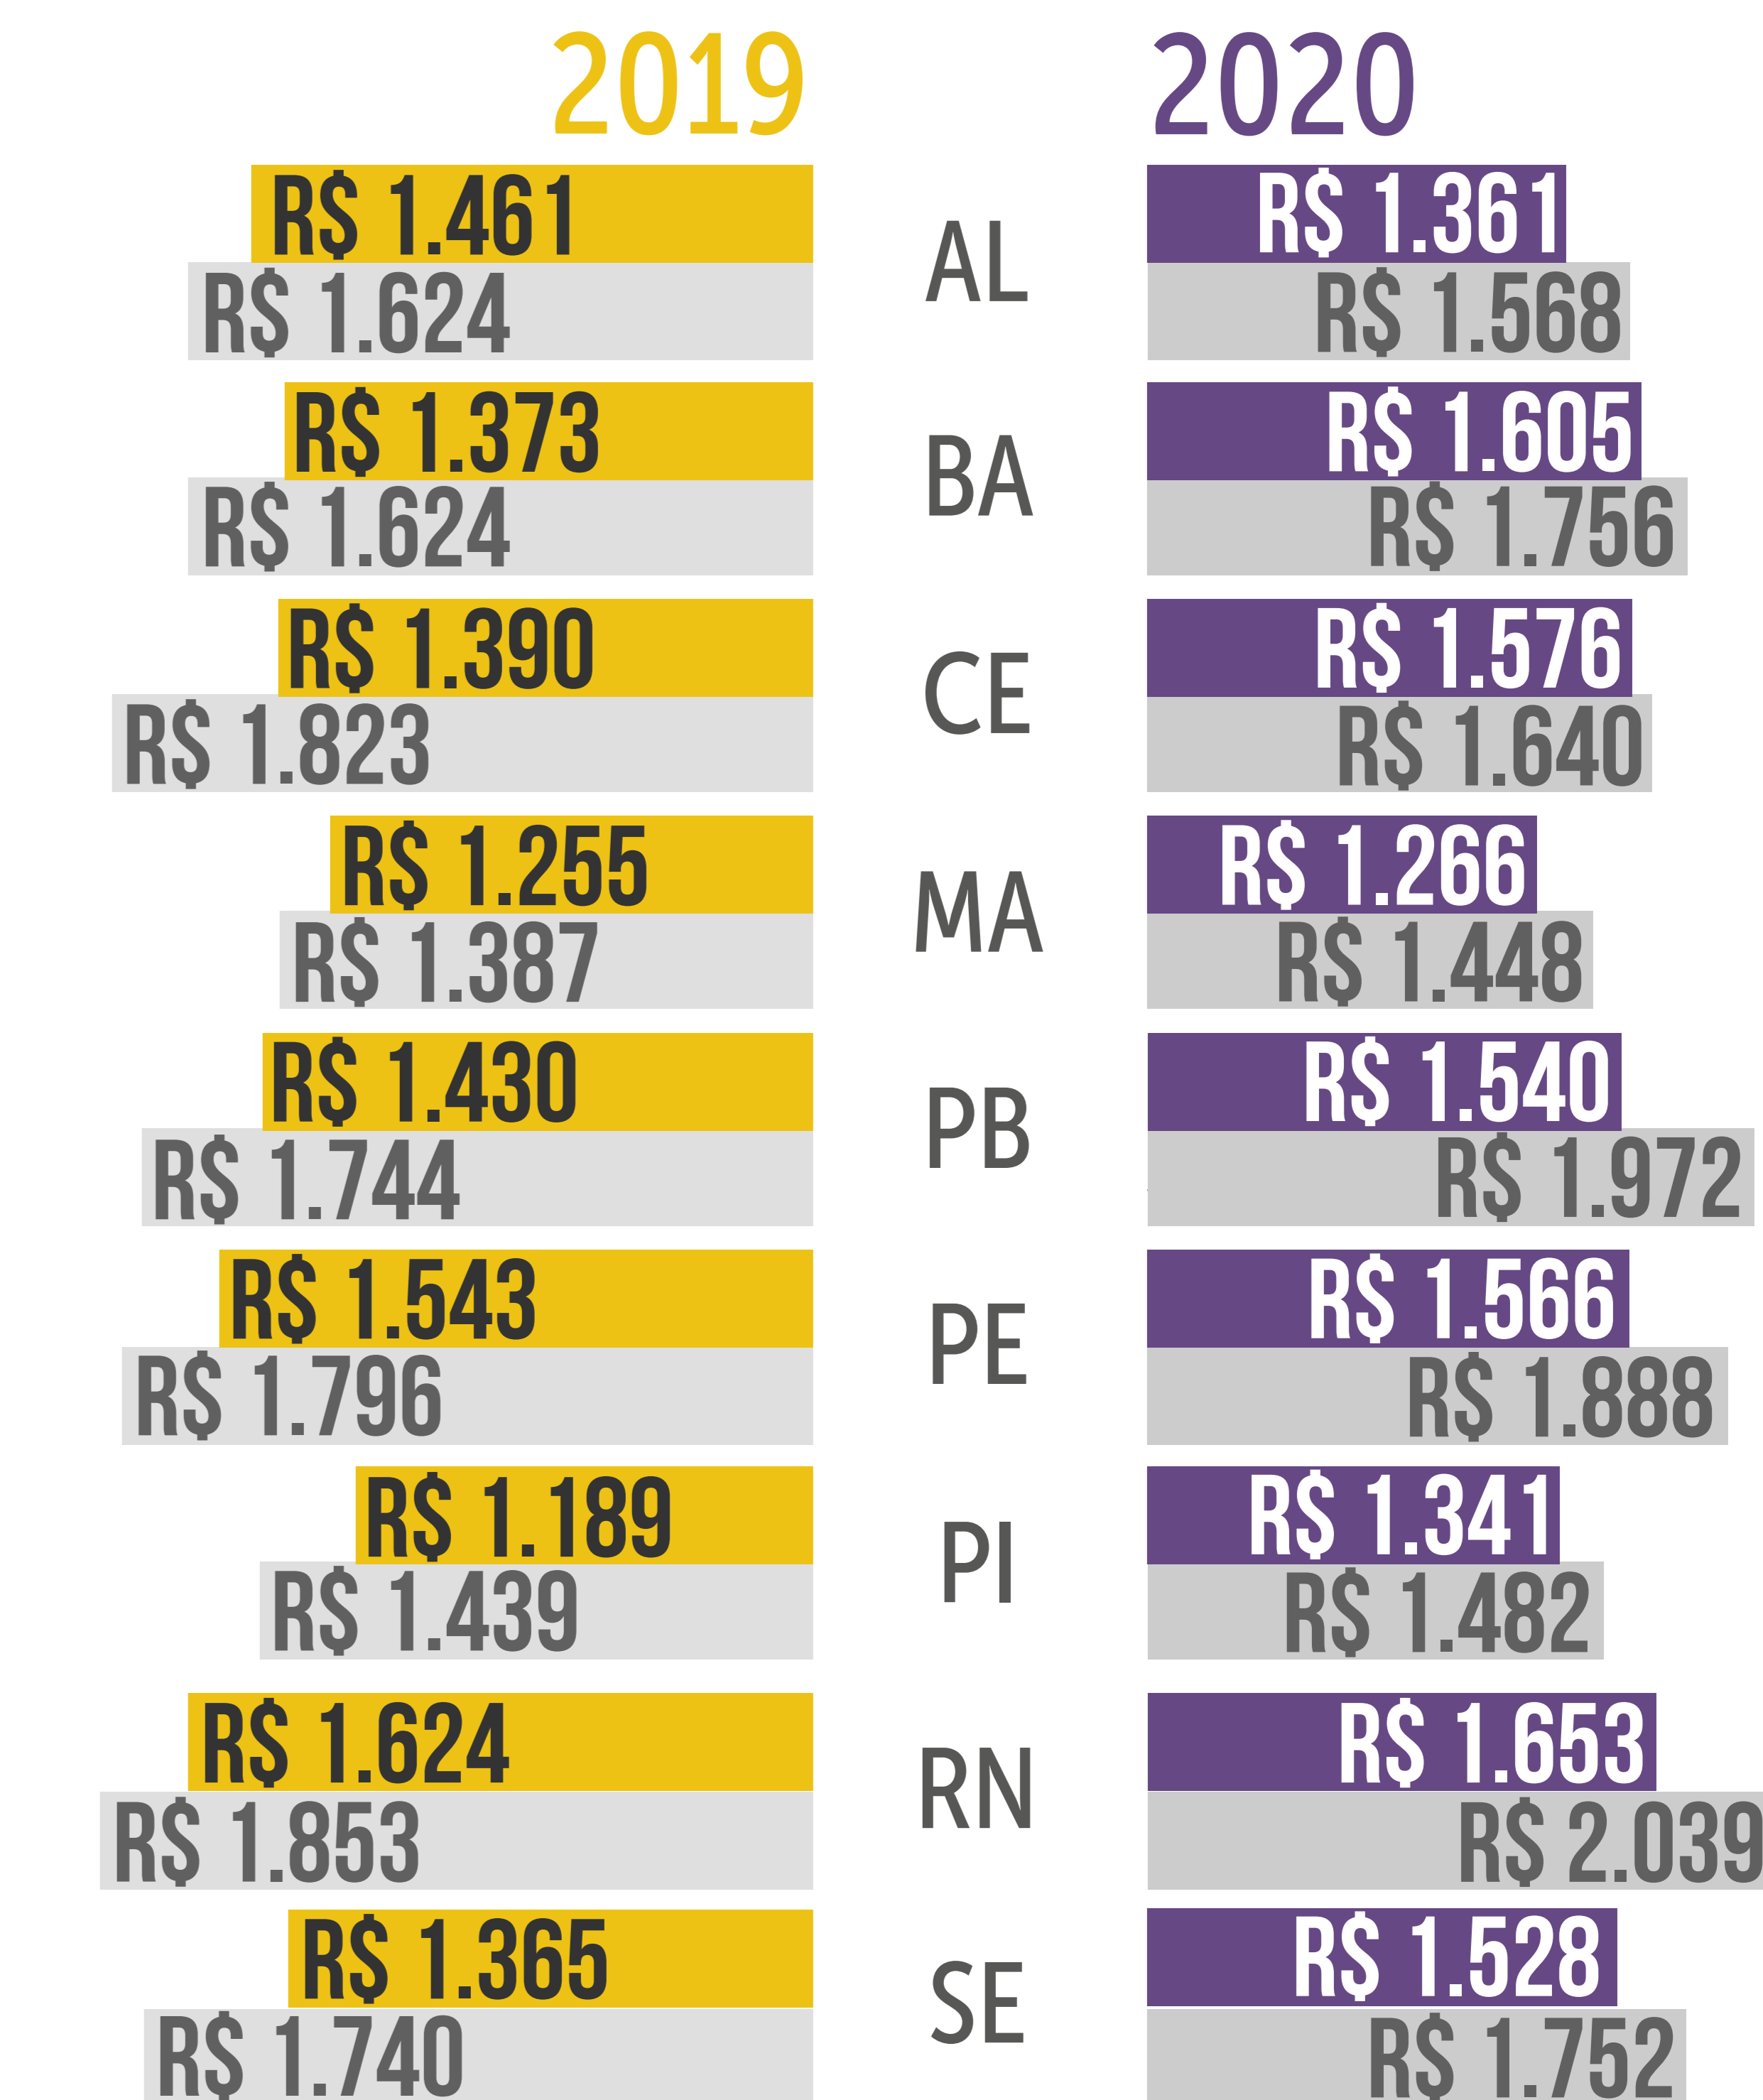 2019 2020
R$ 1.461 R$ 1.361
AL
R$ 1.624 R$ 1.568
R$ 1.373 R$ 1.605
BA
R$ 1.624 R$ 1.756
R$ 1.390 R$ 1.576
CE
R$ 1.823 R$ 1.640
R$ 1.255 R$ 1.266
MA
R$ 1.387 R$ 1.448
R$ 1.430 R$ 1.540
PB
R$ 1.744 R$ 1.972
R$ 1.543 R$ 1.566
PE
R$ 1.796 R$ 1.888
R$ 1.189 R$ 1.341
PI
R$ 1.439 R$ 1.482
R$ 1.624 R$ 1.653
RN
R$ 1.853 R$ 2.039
R$ 1.365 R$ 1.528
SE
R$ 1.740 R$ 1.752